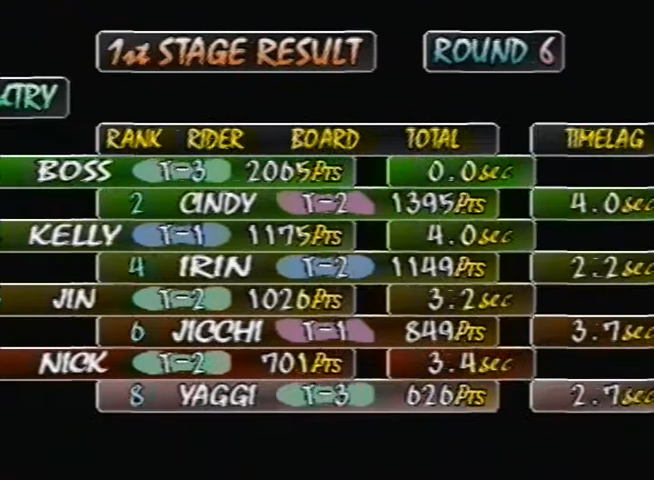 1st STAGE RESULT ROUND 6
TRY
RANK RIDER BOARD TOTAL TIMELAG
BOSS T-3 2065PTS 0.0sec
2 CINDY T-2 1395PTS 4.0sec
KELLY T-1 1175PTS 4.0sec
4 IRIN T-2 1149PTS 2.2sec
JIN T-2 1026PTS 3.2sec
6 JICCHI T-1 849PTS 3.7sec
NICK T-2 701PTS 3.4sec
8 YAGGI T-3 626PTS 2.7sec